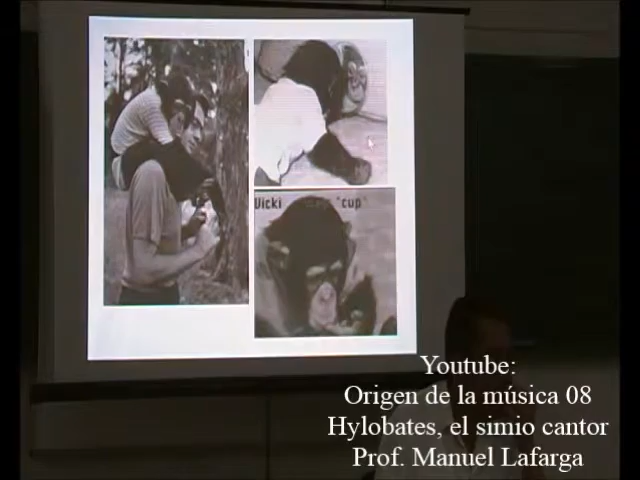 Vicki "cup"
Youtube:
Origen de la música 08
Hylobates, el simio cantor
Prof. Manuel Lafarga